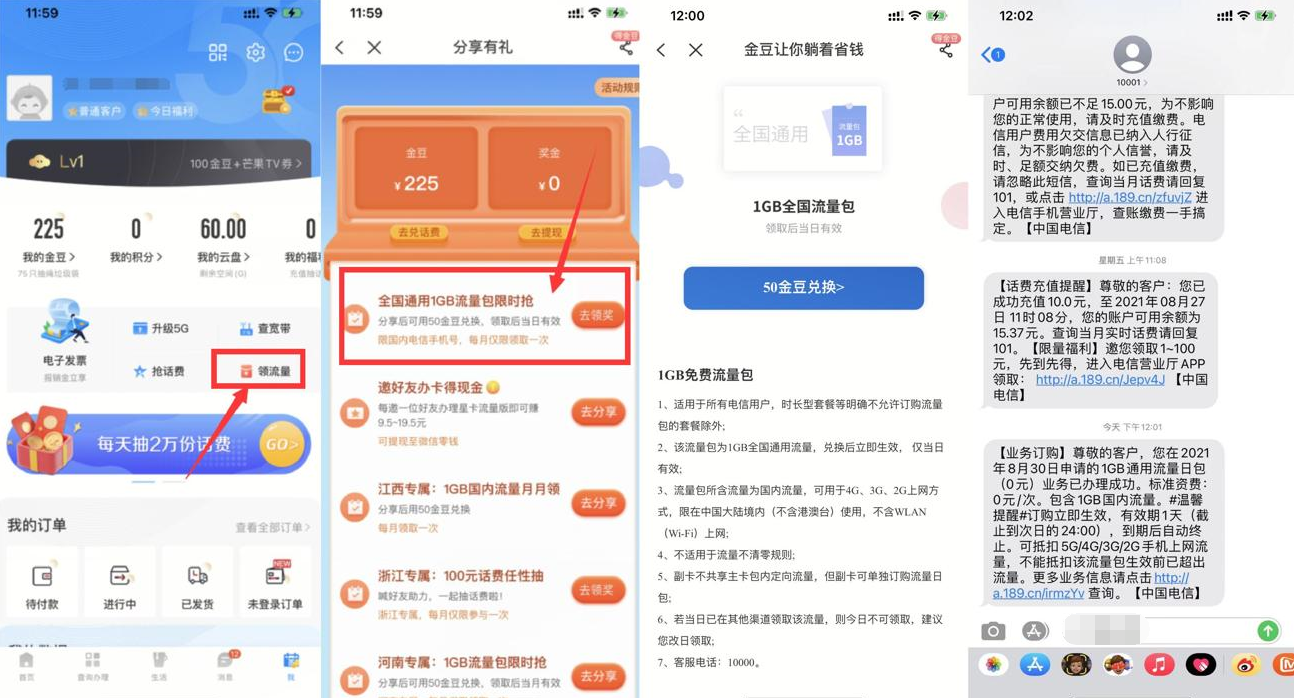 11:59
普通客户
今日福利
Lv1
100金豆+芒果TV券 >
225
0
60.00
0
我的金豆>
我的积分>
我的云盘>
我的福利
75只抽绳垃圾袋
剩余空间(G)
充值抽话
升级5G
查宽带
电子发票
报销金立享
抢话费
领流量
每天抽2万份话费
GO>
我的订单
查看全部订单>
NEW
待付款
进行中
已发货
未登录订单
12
首页
查询办理
生活
消息
我
11:59
得金豆
分享有礼
活动规则
金豆
奖金
¥225
¥0
去兑话费
去提现
全国通用1GB流量包限时抢
分享后可用50金豆兑换，领取后当日有效
限国内电信手机号，每月仅限领取一次
去领奖
邀好友办卡得现金
每邀一位好友办理星卡流量版即可赚
9.5~19.5元
可提现至微信零钱
去分享
江西专属：1GB国内流量月月领
分享后用50金豆兑换
每月领取一次
去分享
浙江专属：100元话费任性抽
喊好友助力，一起抽话费啦！
浙江专属，每月仅限参与一次
去领奖
河南专属：1GB流量包限时抢
去分享
12:00
得金豆
金豆让你躺着省钱
全国通用
流量包
1GB
1GB全国流量包
领取后当日有效
50金豆兑换>
1GB免费流量包
1、适用于所有电信用户，时长型套餐等明确不允许订购流量
包的套餐除外;
2、该流量包为1GB全国通用流量，兑换后立即生效， 仅当日
有效;
3、流量包所含流量为国内流量，可用于4G、3G、2G上网方
式，限在中国大陆境内（不含港澳台）使用，不含WLAN
（Wi-Fi）上网;
4、不适用于流量不清零规则;
5、副卡不共享主卡包内定向流量，但副卡可单独订购流量日
包;
6、若当日已在其他渠道领取该流量，则今日不可领取，建议
您改日领取;
7、客服电话：10000。
12:02
1
10001 >
户可用余额已不足15.00元，为不影响
您的正常使用，请及时充值缴费。电
信用户费用欠交信息已纳入人行征
信，为不影响您的个人信誉，请及
时、足额交纳欠费。如已充值缴费，
请忽略此短信，查询当月话费请回复
101，或点击 http://a.189.cn/zfuvjZ 进
入电信手机营业厅，查账缴费一手搞
定。【中国电信】
星期五 上午11:08
【话费充值提醒】尊敬的客户：您已
成功充值10.0元，至2021年08月27
日 11时08分，您的账户可用余额为
15.37元。查询当月实时话费请回复
101。【限量福利】邀您领取1~100
元，先到先得，进入电信营业厅APP
领取： http://a.189.cn/Jepv4J 【中国
电信】
今天 下午12:01
【业务订购】尊敬的客户，您在2021
年8月30日申请的1GB通用流量日包
（0元）业务已办理成功。标准资费：
0元/次。包含1GB国内流量。#温馨
提醒#订购立即生效，有效期1天（截
止到次日的24:00），到期后自动终
止。可抵扣5G/4G/3G/2G手机上网流
量，不能抵扣该流量包生效前已超出
流量。更多业务信息请点击 http://
a.189.cn/irmzYv 查询。【中国电信】